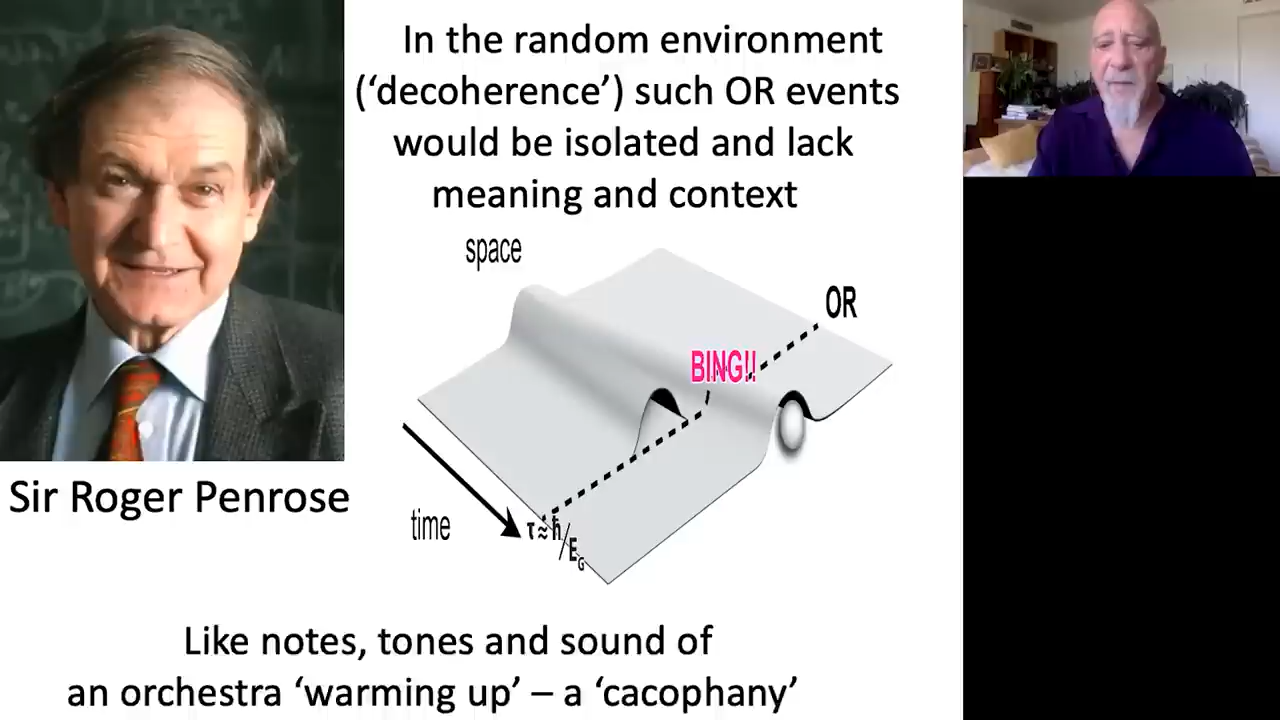 In the random environment
(‘decoherence’) such OR events
would be isolated and lack
meaning and context
space
OR
BING!!
Sir Roger Penrose
time
τ ≈ ħ/E_G
Like notes, tones and sound of
an orchestra ‘warming up’ – a ‘cacophany’